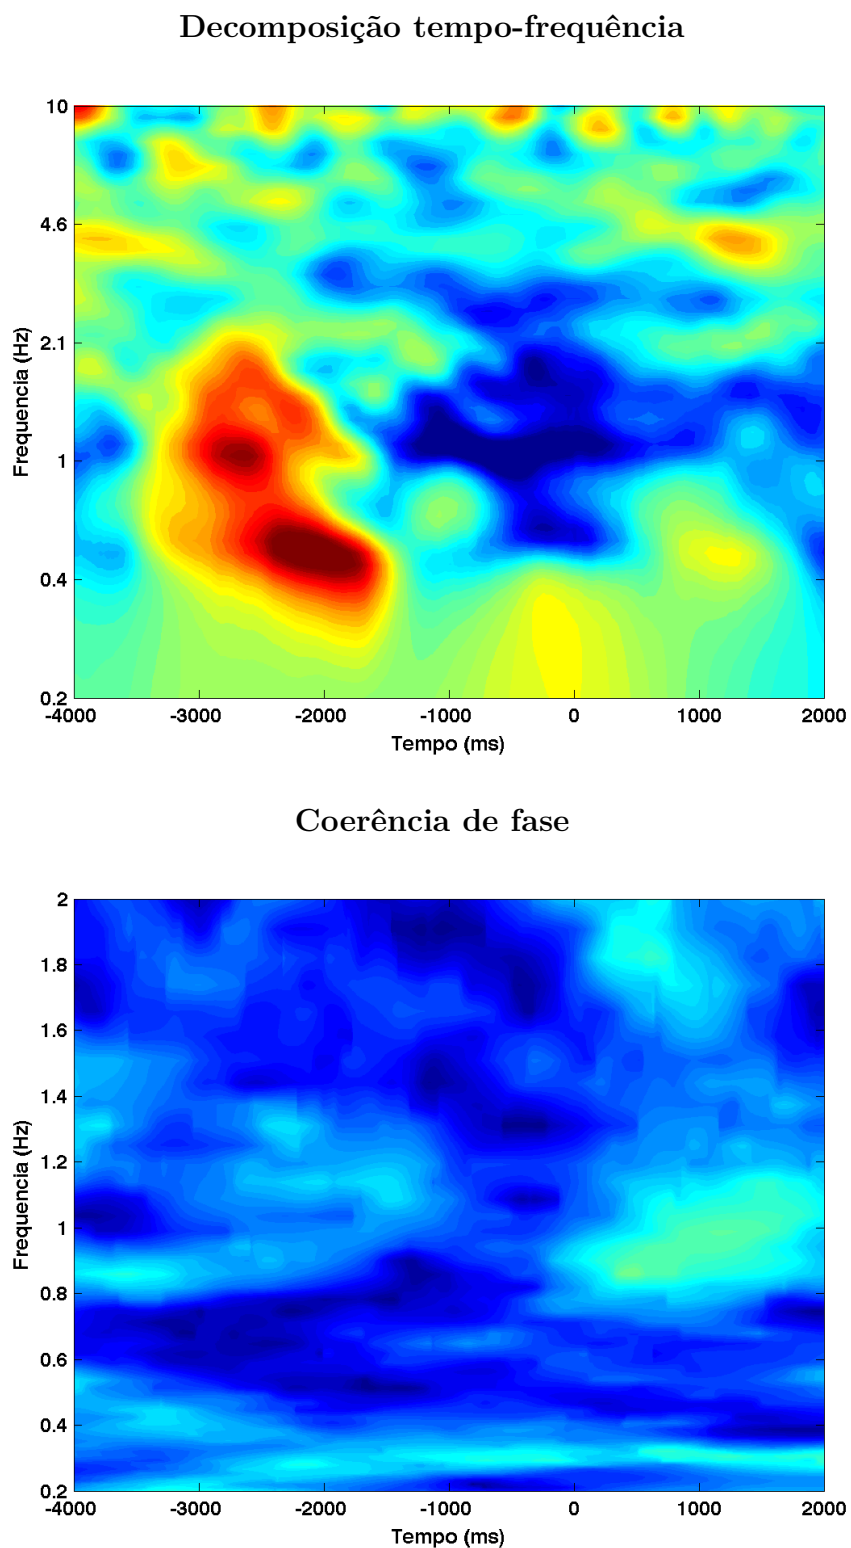 Decomposição tempo-frequência
10
4.6
2.1
1
0.4
0.2
Frequencia (Hz)
-4000 -3000 -2000 -1000 0 1000 2000
Tempo (ms)
Coerência de fase
2
1.8
1.6
1.4
1.2
1
0.8
0.6
0.4
0.2
Frequencia (Hz)
-4000 -3000 -2000 -1000 0 1000 2000
Tempo (ms)